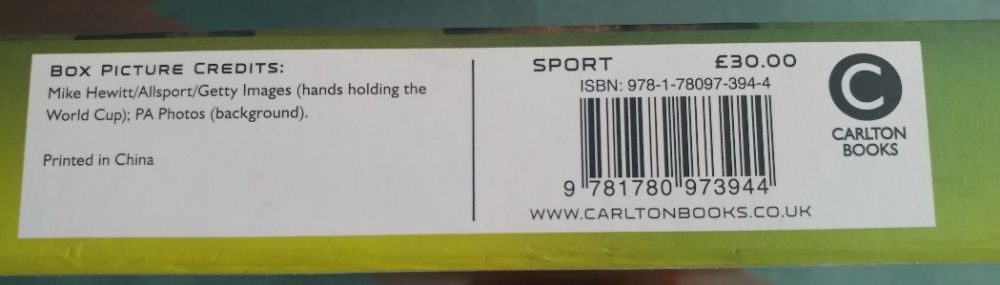 BOX PICTURE CREDITS:
Mike Hewitt/Allsport/Getty Images (hands holding the
World Cup); PA Photos (background).
Printed in China
SPORT £30.00
ISBN: 978-1-78097-394-4
9 781780 973944
WWW.CARLTONBOOKS.CO.UK
C
CARLTON
BOOKS